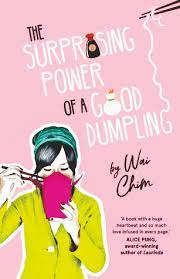 THE
SURPRISING
POWER
OF A GOOD
DUMPLING
by Wai
Chim
'A book with a huge
heartbeat and so much
love infused in every page.'
ALICE PUNG,
award-winning
author of Laurinda